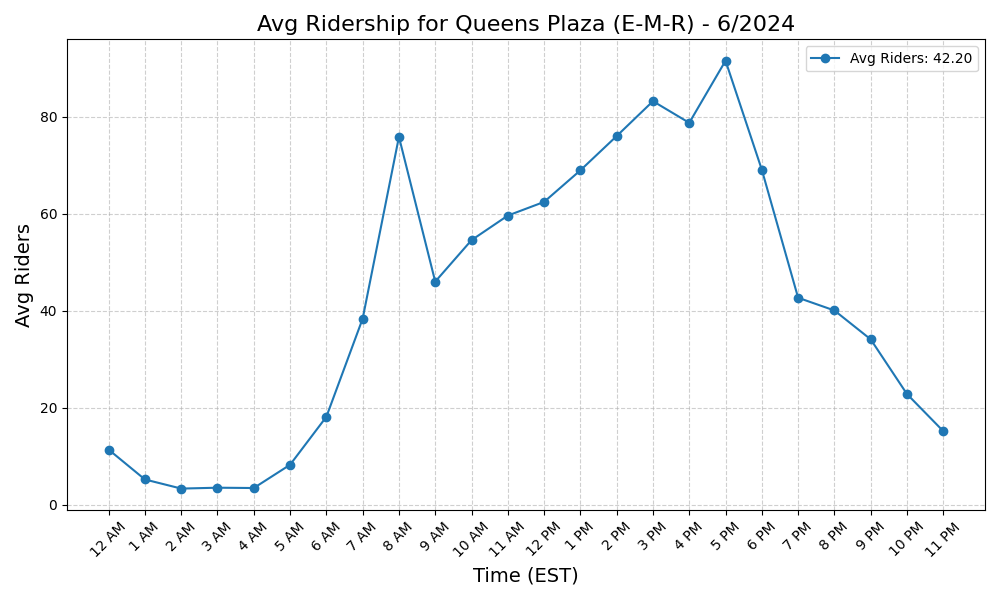 Avg Ridership for Queens Plaza (E-M-R) - 6/2024
Avg Riders: 42.20
Avg Riders
80
60
40
20
0
12 AM
1 AM
2 AM
3 AM
4 AM
5 AM
6 AM
7 AM
8 AM
9 AM
10 AM
11 AM
12 PM
1 PM
2 PM
3 PM
4 PM
5 PM
6 PM
7 PM
8 PM
9 PM
10 PM
11 PM
Time (EST)